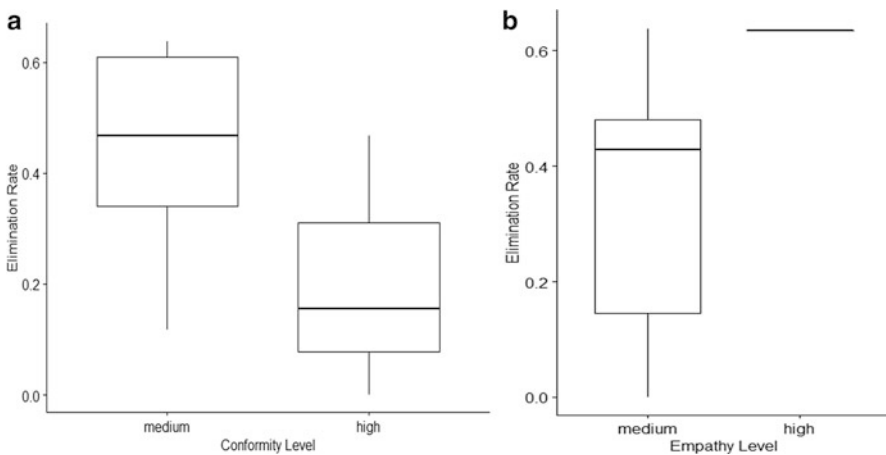 a
Elimination Rate
0.6
0.4
0.2
0.0
medium
high
Conformity Level
b
Elimination Rate
0.6
0.4
0.2
0.0
medium
high
Empathy Level